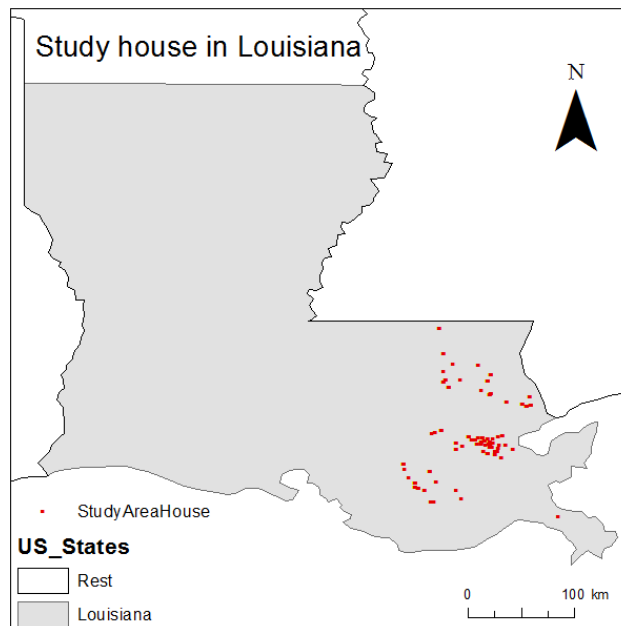 Study house in Louisiana
N
StudyAreaHouse
US_States
Rest
Louisiana
0 100 km